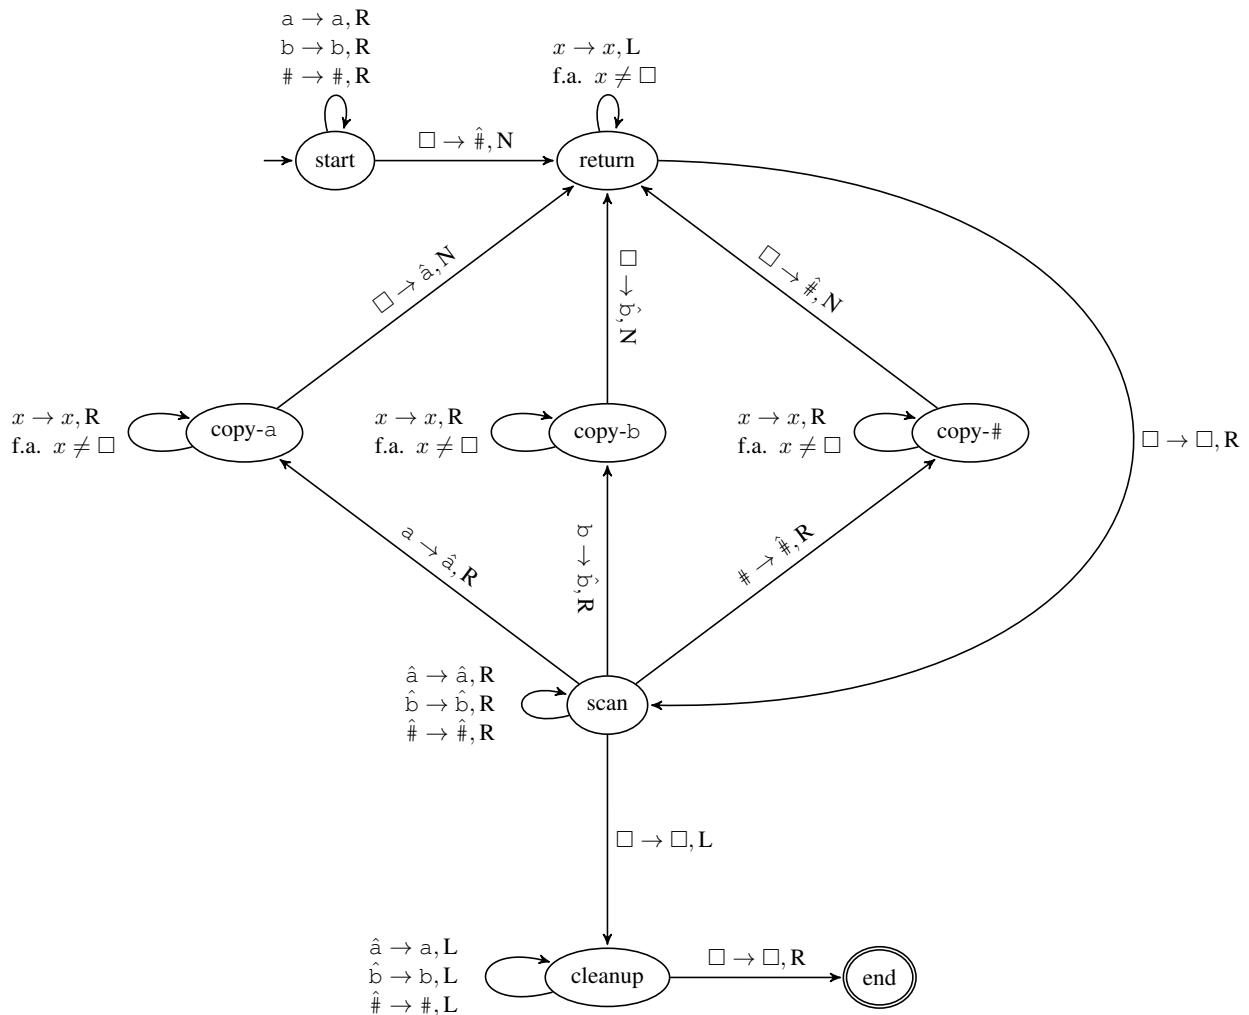 a → a, R
b → b, R
# → #, R
x → x, L
f.a. x ≠ □
start
□ → #̂, N
return
□ → â, N
□ → b̂, N
□ → #̂, N
x → x, R
f.a. x ≠ □
copy-a
x → x, R
f.a. x ≠ □
copy-b
x → x, R
f.a. x ≠ □
copy-#
□ → □, R
a → â, R
b → b̂, R
# → #̂, R
â → â, R
b̂ → b̂, R
#̂ → #̂, R
scan
□ → □, L
â → a, L
b̂ → b, L
#̂ → #, L
cleanup
□ → □, R
end